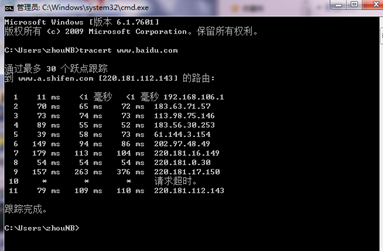 管理员: C:\Windows\system32\cmd.exe
Microsoft Windows [版本 6.1.7601]
版权所有 (c) 2009 Microsoft Corporation。保留所有权利。
C:\Users\zhouNB>tracert www.baidu.com
通过最多 30 个跃点跟踪
到 www.a.shifen.com [220.181.112.143] 的路由:
1 11 ms <1 毫秒 <1 毫秒 192.168.106.1
2 70 ms 65 ms 72 ms 183.63.71.57
3 73 ms 74 ms 73 ms 113.98.75.146
4 89 ms 55 ms 52 ms 183.56.30.253
5 39 ms 58 ms 73 ms 61.144.3.154
6 149 ms 94 ms 86 ms 202.97.48.49
7 179 ms 113 ms 104 ms 220.181.16.149
8 54 ms 54 ms 54 ms 220.181.0.30
9 157 ms 263 ms 376 ms 220.181.17.150
10 * * * 请求超时。
11 79 ms 109 ms 110 ms 220.181.112.143
跟踪完成。
C:\Users\zhouNB>